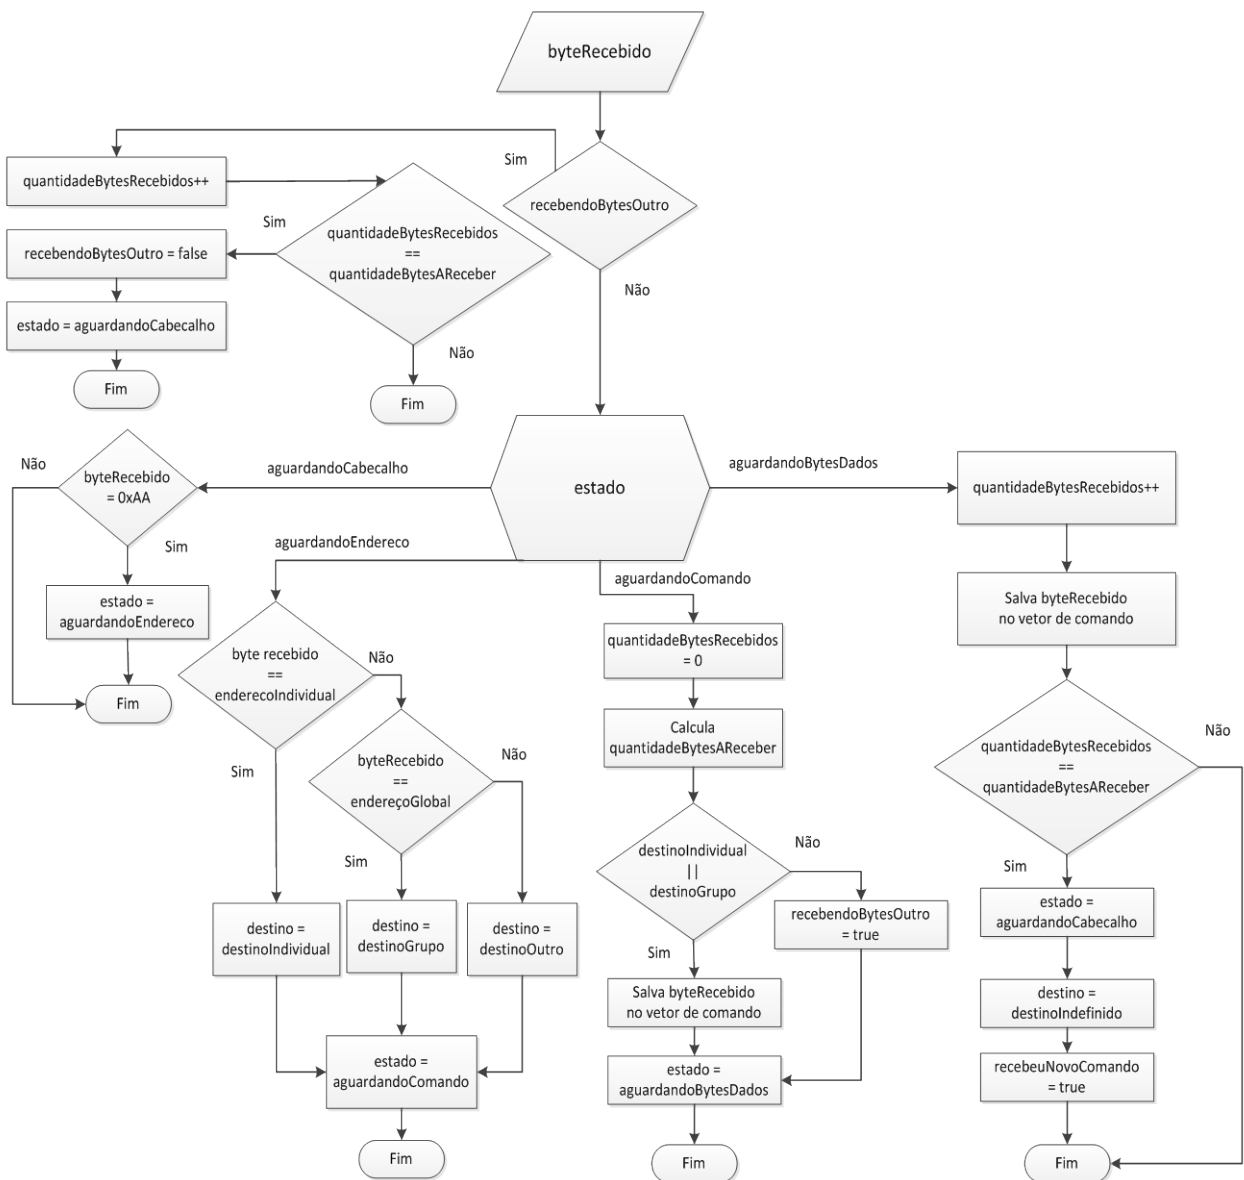 byteRecebido
Sim
quantidadeBytesRecebidos++
recebendoBytesOutro
Sim
quantidadeBytesRecebidos
==
quantidadeBytesAReceber
recebendoBytesOutro = false
Não
estado = aguardandoCabecalho
Não
Fim
Fim
Não
byteRecebido
= 0xAA
aguardandoCabecalho
estado
aguardandoBytesDados
quantidadeBytesRecebidos++
Sim
aguardandoEndereco
aguardandoComando
estado =
aguardandoEndereco
Salva byteRecebido
no vetor de comando
Fim
byte recebido
==
enderecoIndividual
Não
quantidadeBytesRecebidos
= 0
Calcula
quantidadeBytesAReceber
Sim
byteRecebido
==
endereçoGlobal
Não
quantidadeBytesRecebidos
==
quantidadeBytesAReceber
Não
Sim
destinoIndividual
||
destinoGrupo
Não
Sim
destino =
destinoIndividual
destino =
destinoGrupo
destino =
destinoOutro
recebendoBytesOutro
= true
estado =
aguardandoCabecalho
Sim
Salva byteRecebido
no vetor de comando
destino =
destinoIndefinido
estado =
aguardandoComando
estado =
aguardandoBytesDados
recebeuNovoComando
= true
Fim
Fim
Fim